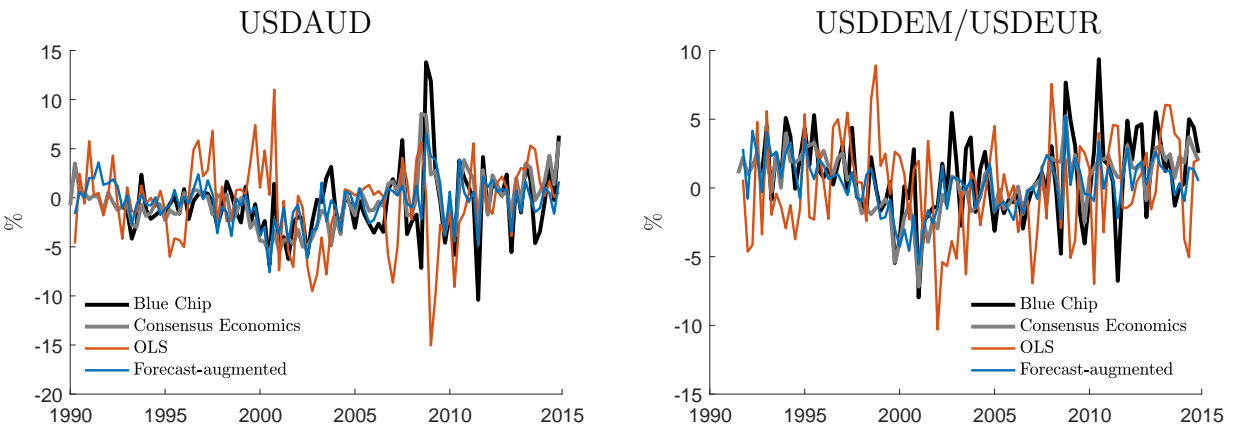 USDAUD
15
10
5
0
-5
-10
-15
-20
%
Blue Chip
Consensus Economics
OLS
Forecast-augmented
1990 1995 2000 2005 2010 2015
USDDEM/USDEUR
10
5
0
-5
-10
-15
%
Blue Chip
Consensus Economics
OLS
Forecast-augmented
1990 1995 2000 2005 2010 2015